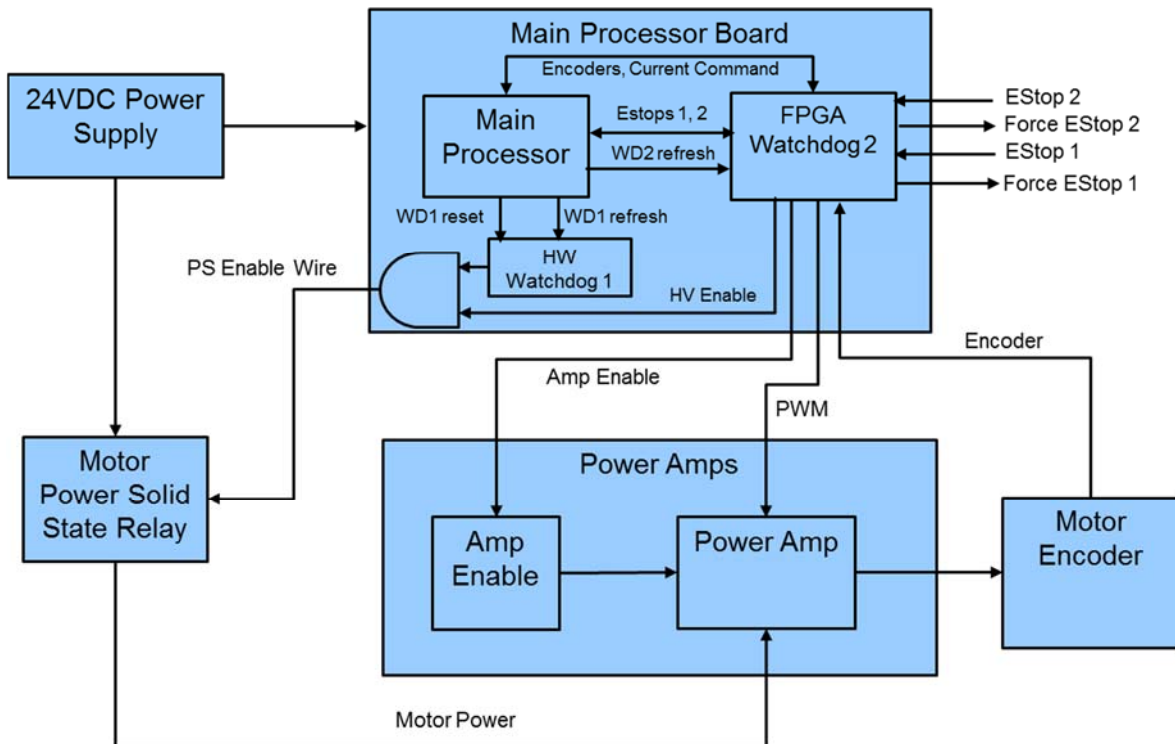 Main Processor Board
Encoders, Current Command
24VDC Power
Supply
Main
Processor
Estops 1, 2
WD2 refresh
FPGA
Watchdog 2
EStop 2
Force EStop 2
EStop 1
Force EStop 1
WD1 reset
WD1 refresh
HW
Watchdog 1
PS Enable Wire
HV Enable
Encoder
Amp Enable
PWM
Motor
Power Solid
State Relay
Power Amps
Amp
Enable
Power Amp
Motor
Encoder
Motor Power